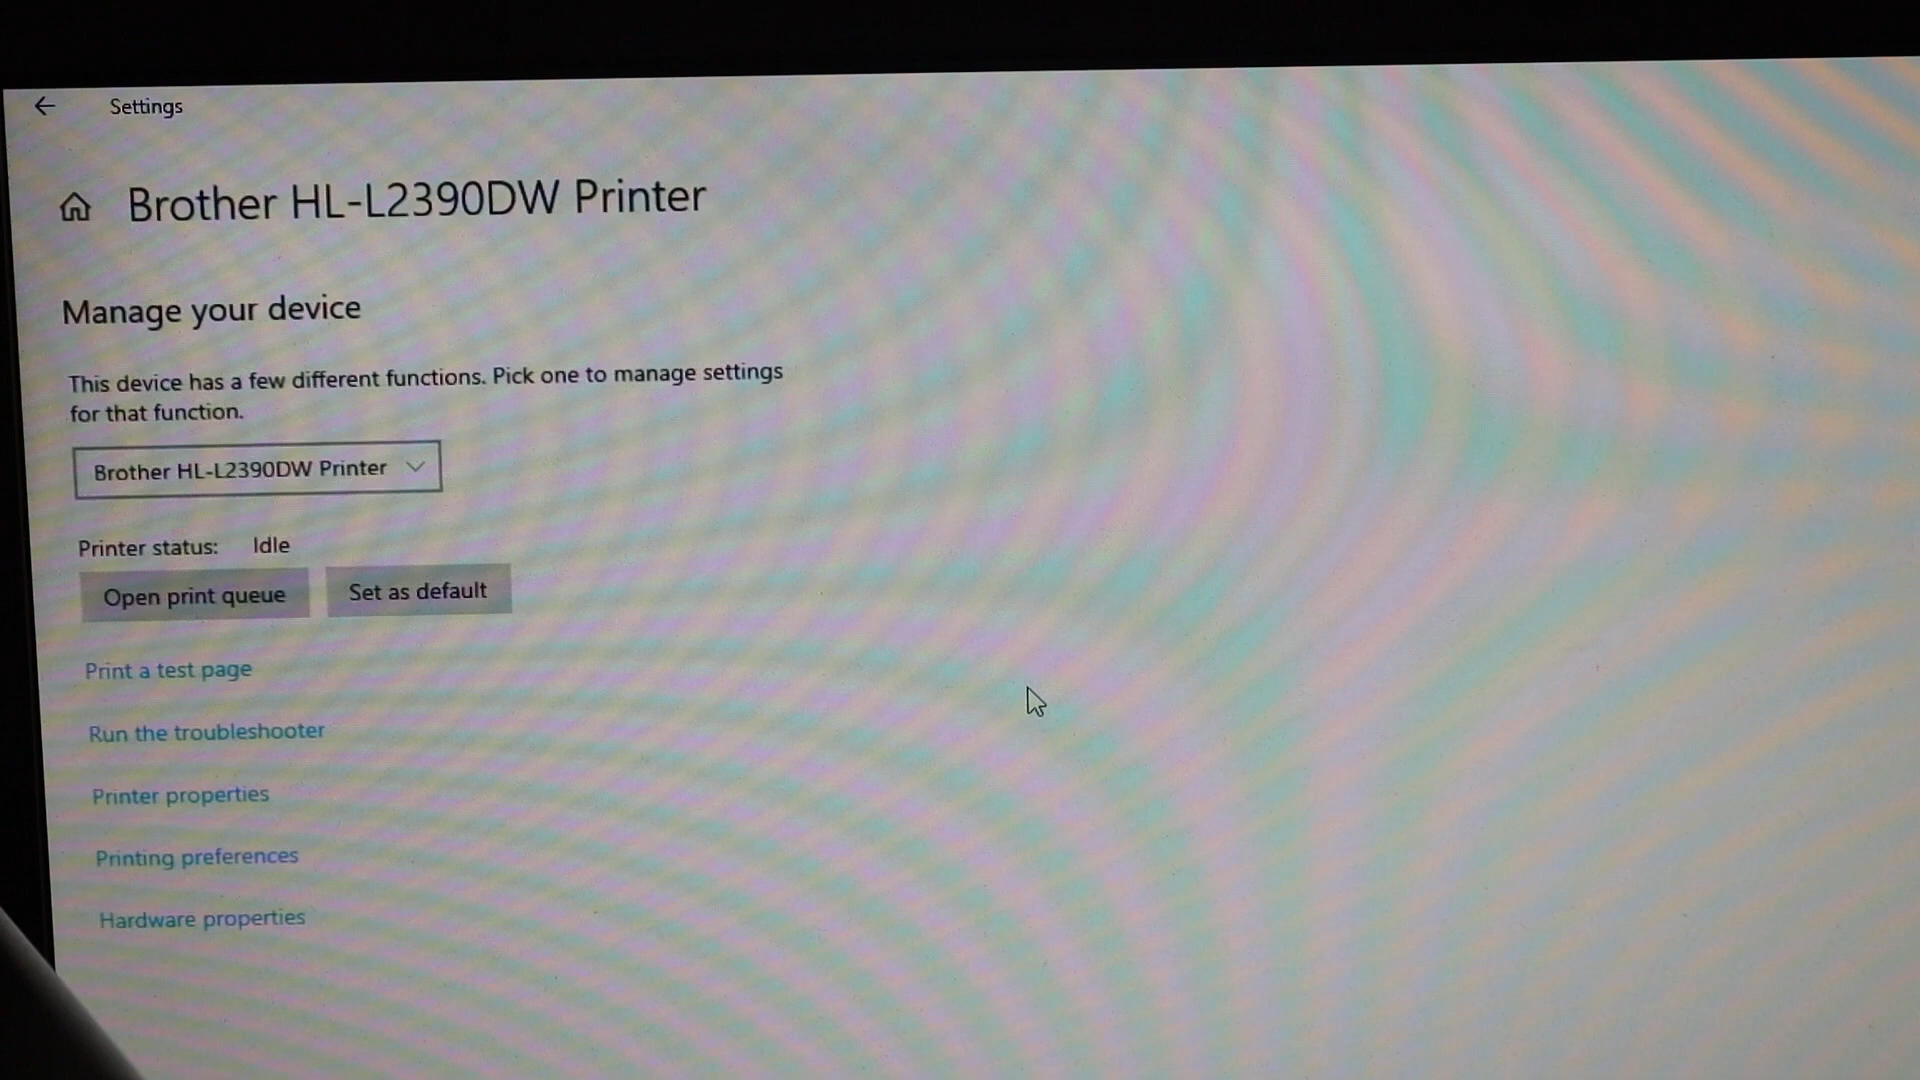 Settings
Brother HL-L2390DW Printer
Manage your device
This device has a few different functions. Pick one to manage settings
for that function.
Brother HL-L2390DW Printer
Printer status: Idle
Open print queue Set as default
Print a test page
Run the troubleshooter
Printer properties
Printing preferences
Hardware properties